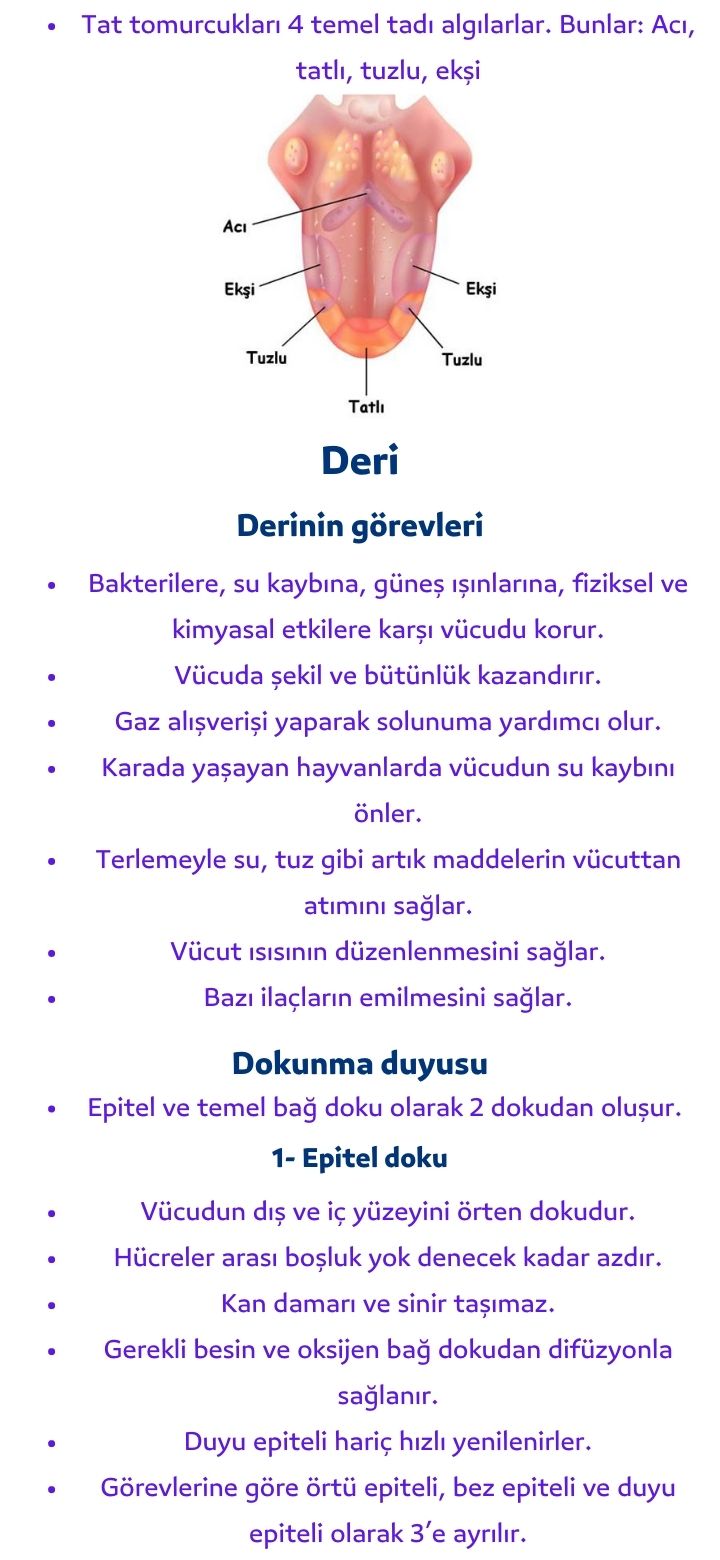 • Tat tomurcukları 4 temel tadı algılarlar. Bunlar: Acı,
tatlı, tuzlu, ekşi
Acı
Ekşi
Ekşi
Tuzlu
Tuzlu
Tatlı
Deri
Derinin görevleri
• Bakterilere, su kaybına, güneş ışınlarına, fiziksel ve
kimyasal etkilere karşı vücudu korur.
• Vücuda şekil ve bütünlük kazandırır.
• Gaz alışverişi yaparak solunuma yardımcı olur.
• Karada yaşayan hayvanlarda vücudun su kaybını
önler.
• Terlemeyle su, tuz gibi artık maddelerin vücuttan
atımını sağlar.
• Vücut ısısının düzenlenmesini sağlar.
• Bazı ilaçların emilmesini sağlar.
Dokunma duyusu
• Epitel ve temel bağ doku olarak 2 dokudan oluşur.
1- Epitel doku
• Vücudun dış ve iç yüzeyini örten dokudur.
• Hücreler arası boşluk yok denecek kadar azdır.
• Kan damarı ve sinir taşımaz.
• Gerekli besin ve oksijen bağ dokudan difüzyonla
sağlanır.
• Duyu epiteli hariç hızlı yenilenirler.
• Görevlerine göre örtü epiteli, bez epiteli ve duyu
epiteli olarak 3’e ayrılır.